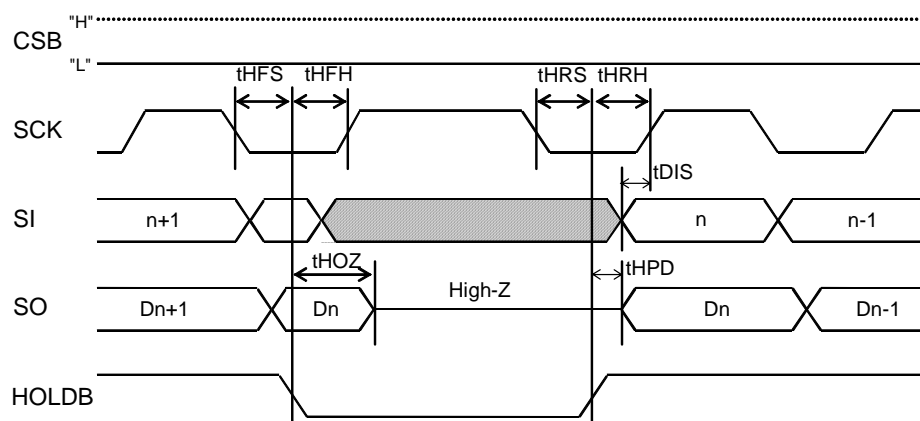 "H"
CSB
"L"
tHFS tHFH tHRS tHRH
SCK
tDIS
SI n+1 n n-1
tHOZ tHPD
High-Z
SO Dn+1 Dn Dn Dn-1
HOLDB